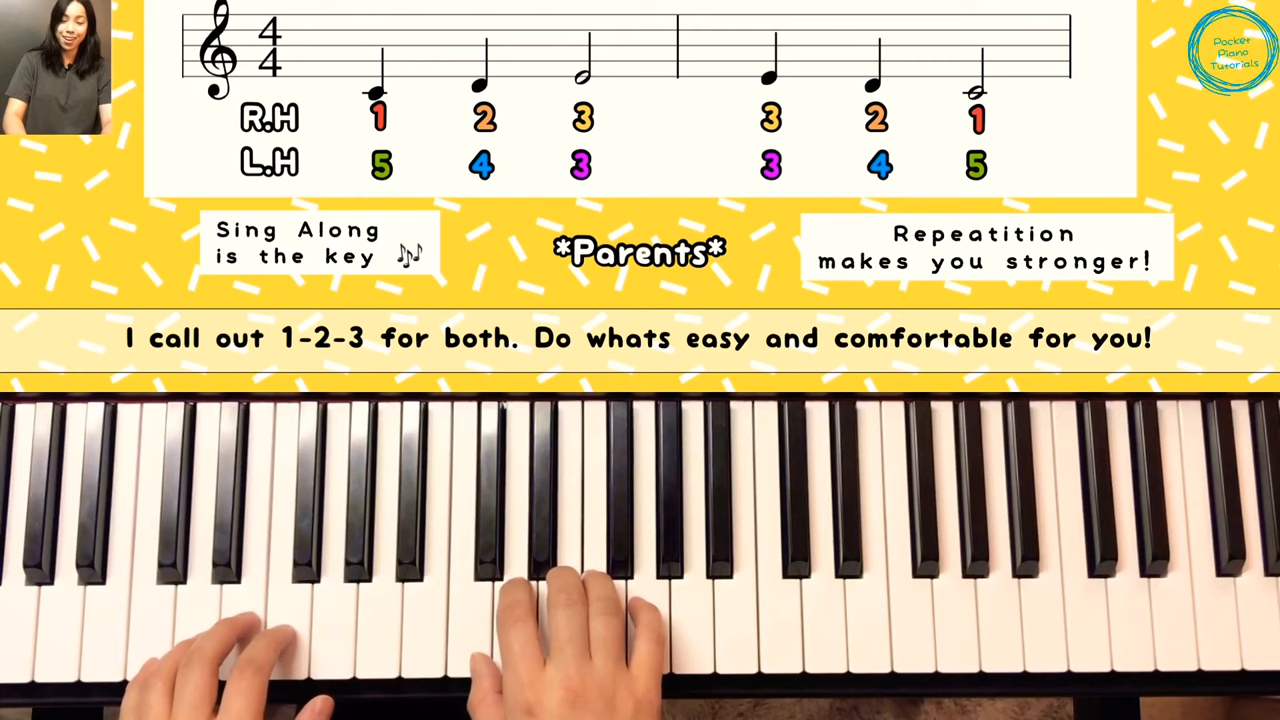 Pocket
Piano
Tutorials
4
4
R.H 1 2 3 3 2 1
L.H 5 4 3 3 4 5
Sing Along
is the key
*Parents*
Repeatition
makes you stronger!
I call out 1-2-3 for both. Do whats easy and comfortable for you!